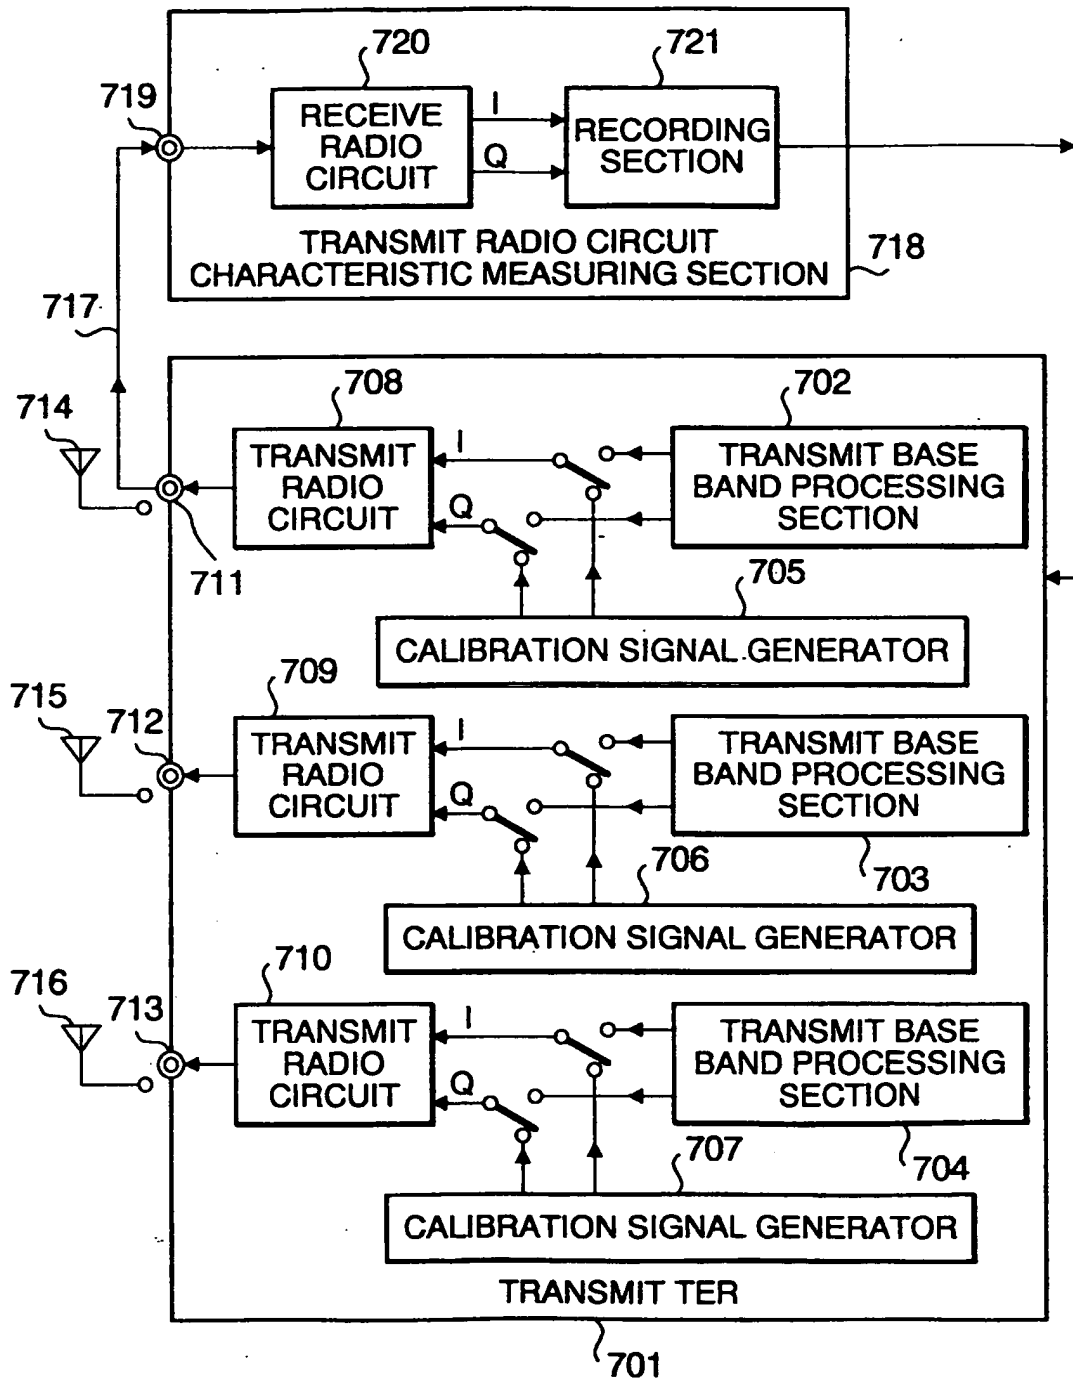 720
721
719
RECEIVE
RADIO
CIRCUIT
I
Q
RECORDING
SECTION
TRANSMIT RADIO CIRCUIT
CHARACTERISTIC MEASURING SECTION
718
717
708
702
714
TRANSMIT
RADIO
CIRCUIT
I
Q
TRANSMIT BASE
BAND PROCESSING
SECTION
711
705
CALIBRATION SIGNAL GENERATOR
709
715
712
TRANSMIT
RADIO
CIRCUIT
I
Q
TRANSMIT BASE
BAND PROCESSING
SECTION
706
703
CALIBRATION SIGNAL GENERATOR
710
716
713
TRANSMIT
RADIO
CIRCUIT
I
Q
TRANSMIT BASE
BAND PROCESSING
SECTION
707
704
CALIBRATION SIGNAL GENERATOR
TRANSMIT TER
701